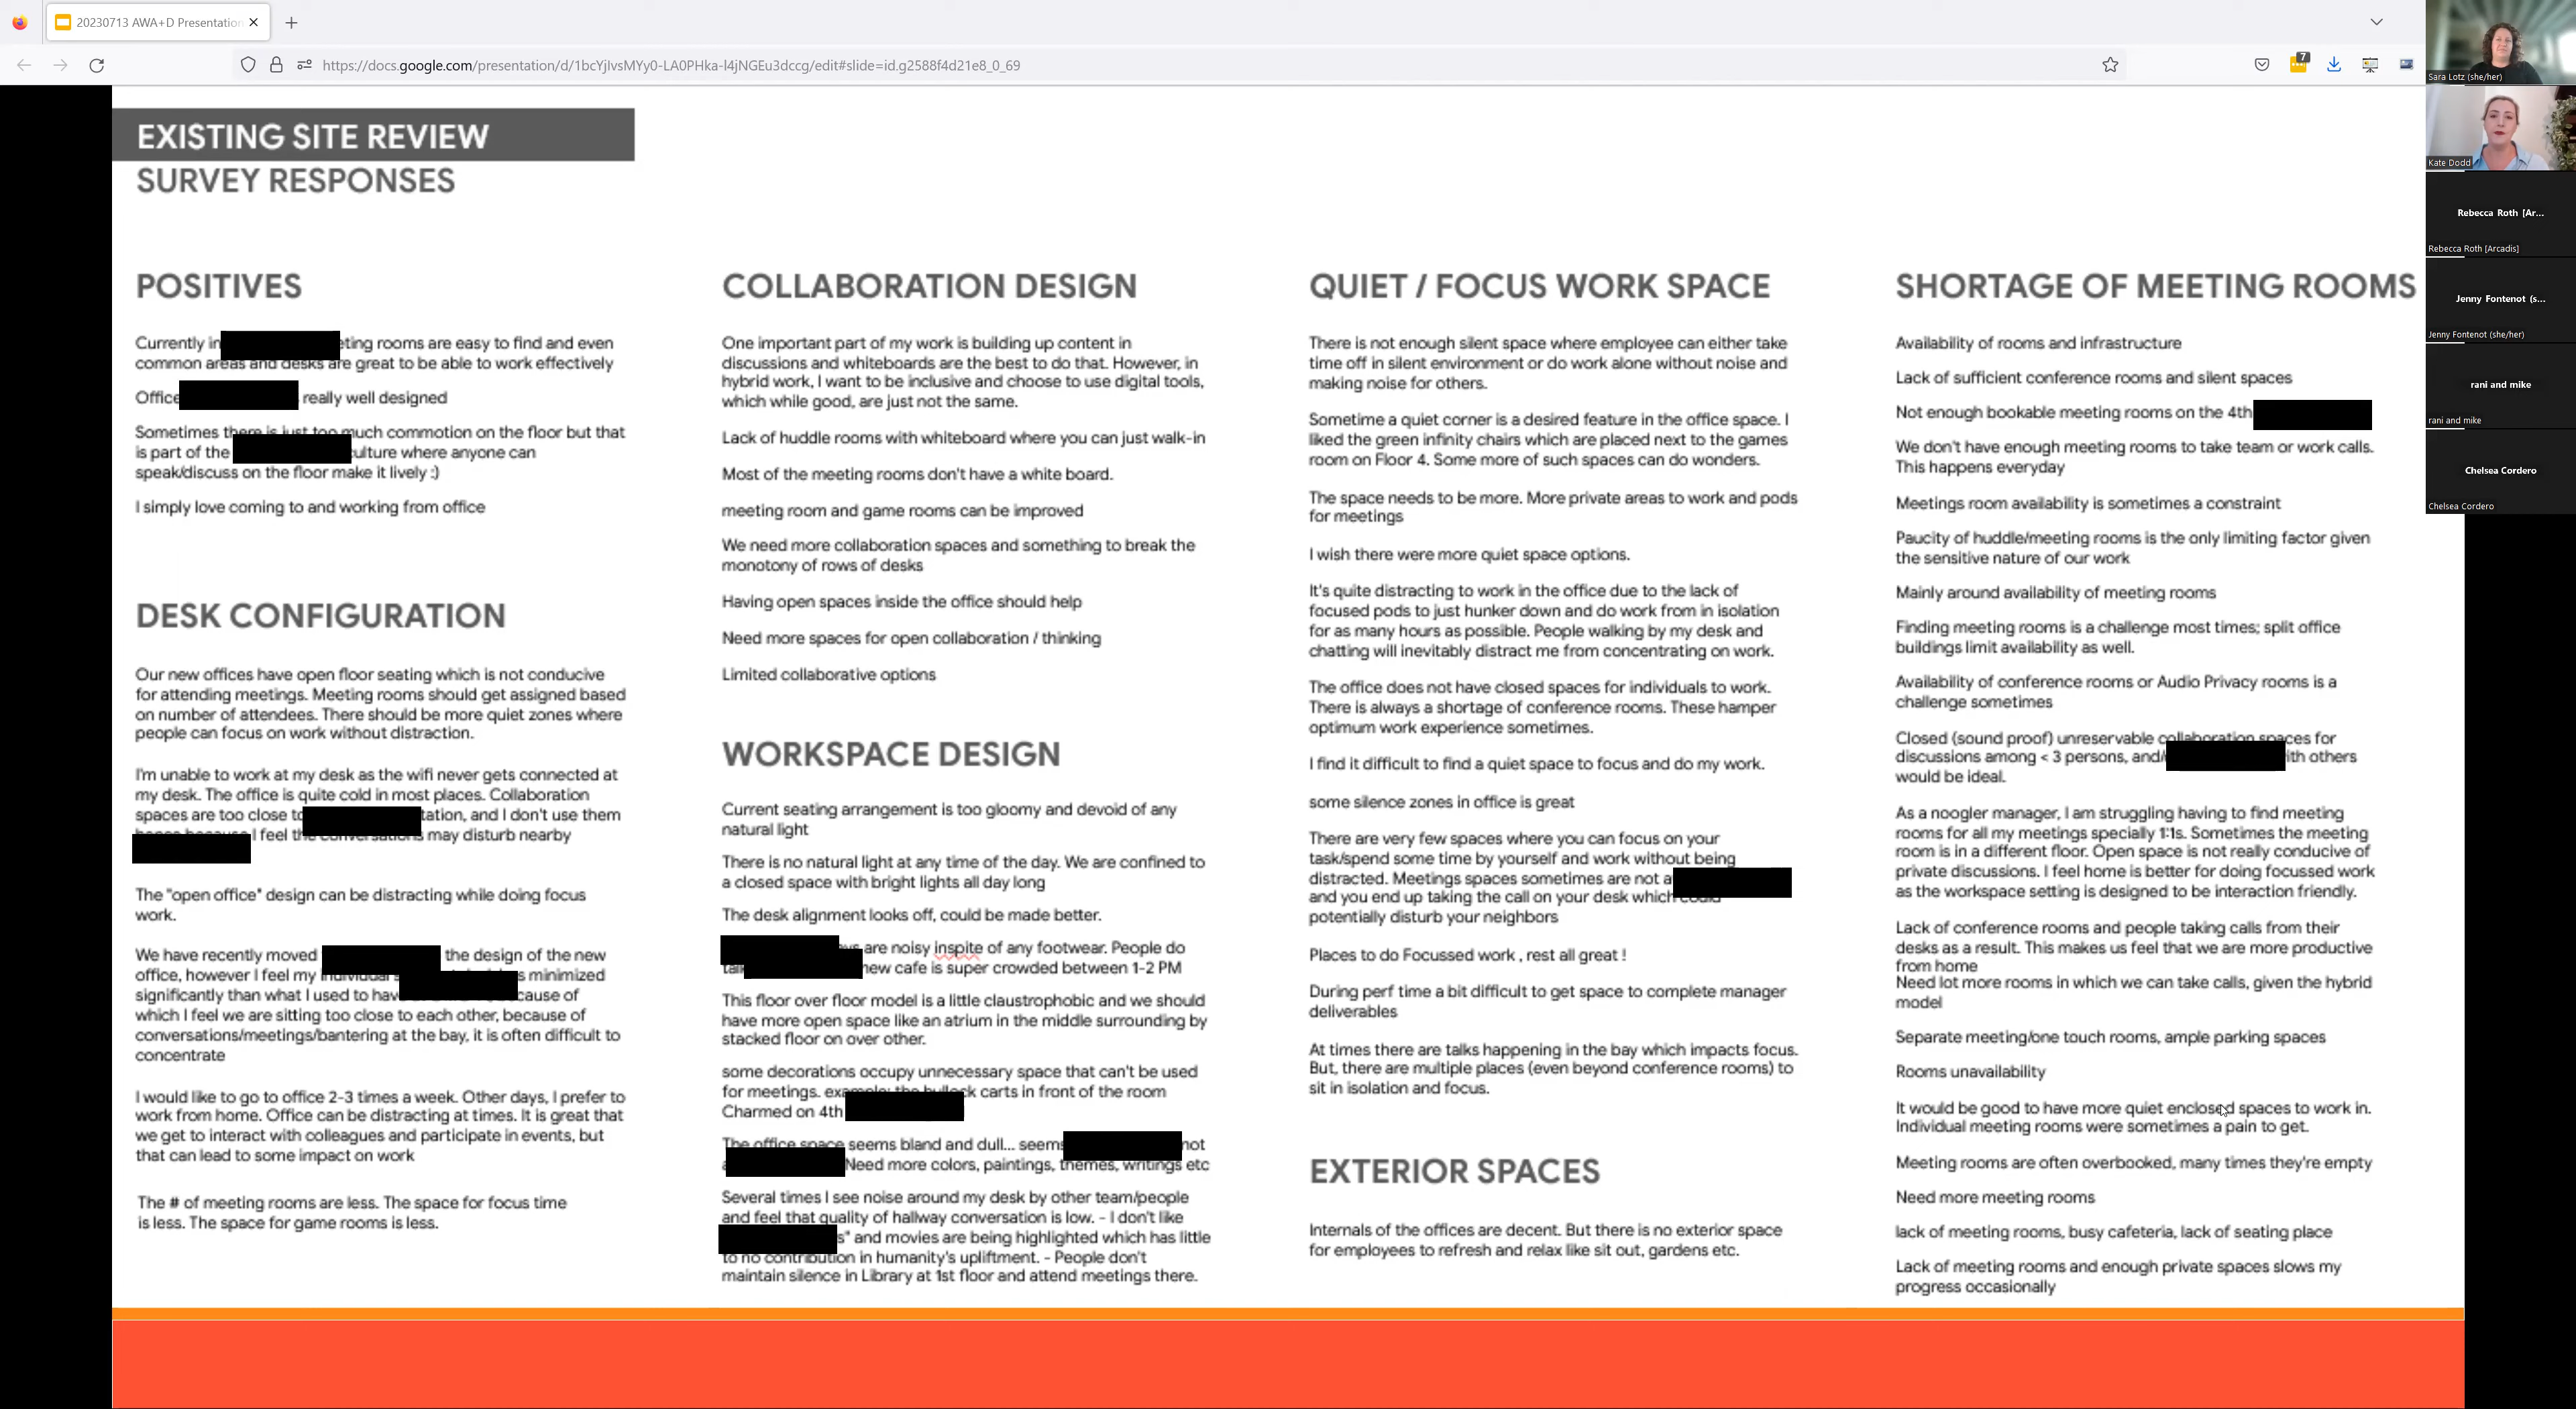 20230713 AWA+D Presentation
https://docs.google.com/presentation/d/1bcYjlvsMYy0-LA0PHka-l4jNGEu3dccg/edit#slide=id.g2588f4d21e8_0_69
7
EXISTING SITE REVIEW
SURVEY RESPONSES
POSITIVES
Currently in eting rooms are easy to find and even
common areas and desks are great to be able to work effectively
Office really well designed
Sometimes there is just too much commotion on the floor but that
is part of the ulture where anyone can
speak/discuss on the floor make it lively :)
I simply love coming to and working from office
DESK CONFIGURATION
Our new offices have open floor seating which is not conducive
for attending meetings. Meeting rooms should get assigned based
on number of attendees. There should be more quiet zones where
people can focus on work without distraction.
I'm unable to work at my desk as the wifi never gets connected at
my desk. The office is quite cold in most places. Collaboration
spaces are too close to tation, and I don't use them
I feel the conversations may disturb nearby
The "open office" design can be distracting while doing focus
work.
We have recently moved the design of the new
office, however I feel my individual s minimized
significantly than what I used to hav cause of
which I feel we are sitting too close to each other, because of
conversations/meetings/bantering at the bay, it is often difficult to
concentrate
I would like to go to office 2-3 times a week. Other days, I prefer to
work from home. Office can be distracting at times. It is great that
we get to interact with colleagues and participate in events, but
that can lead to some impact on work
The # of meeting rooms are less. The space for focus time
is less. The space for game rooms is less.
COLLABORATION DESIGN
One important part of my work is building up content in
discussions and whiteboards are the best to do that. However, in
hybrid work, I want to be inclusive and choose to use digital tools,
which while good, are just not the same.
Lack of huddle rooms with whiteboard where you can just walk-in
Most of the meeting rooms don't have a white board.
meeting room and game rooms can be improved
We need more collaboration spaces and something to break the
monotony of rows of desks
Having open spaces inside the office should help
Need more spaces for open collaboration / thinking
Limited collaborative options
WORKSPACE DESIGN
Current seating arrangement is too gloomy and devoid of any
natural light
There is no natural light at any time of the day. We are confined to
a closed space with bright lights all day long
The desk alignment looks off, could be made better.
are noisy inspite of any footwear. People do
new cafe is super crowded between 1-2 PM
This floor over floor model is a little claustrophobic and we should
have more open space like an atrium in the middle surrounding by
stacked floor on over other.
some decorations occupy unnecessary space that can't be used
for meetings. example: the bullock carts in front of the room
Charmed on 4th
The office space seems bland and dull... seems not
Need more colors, paintings, themes, writings etc
Several times I see noise around my desk by other team/people
and feel that quality of hallway conversation is low. - I don't like
s" and movies are being highlighted which has little
to no contribution in humanity's upliftment. - People don't
maintain silence in Library at 1st floor and attend meetings there.
QUIET / FOCUS WORK SPACE
There is not enough silent space where employee can either take
time off in silent environment or do work alone without noise and
making noise for others.
Sometime a quiet corner is a desired feature in the office space. I
liked the green infinity chairs which are placed next to the games
room on Floor 4. Some more of such spaces can do wonders.
The space needs to be more. More private areas to work and pods
for meetings
I wish there were more quiet space options.
It's quite distracting to work in the office due to the lack of
focused pods to just hunker down and do work from in isolation
for as many hours as possible. People walking by my desk and
chatting will inevitably distract me from concentrating on work.
The office does not have closed spaces for individuals to work.
There is always a shortage of conference rooms. These hamper
optimum work experience sometimes.
I find it difficult to find a quiet space to focus and do my work.
some silence zones in office is great
There are very few spaces where you can focus on your
task/spend some time by yourself and work without being
distracted. Meetings spaces sometimes are not a
and you end up taking the call on your desk which could
potentially disturb your neighbors
Places to do Focussed work , rest all great !
During perf time a bit difficult to get space to complete manager
deliverables
At times there are talks happening in the bay which impacts focus.
But, there are multiple places (even beyond conference rooms) to
sit in isolation and focus.
EXTERIOR SPACES
Internals of the offices are decent. But there is no exterior space
for employees to refresh and relax like sit out, gardens etc.
SHORTAGE OF MEETING ROOMS
Availability of rooms and infrastructure
Lack of sufficient conference rooms and silent spaces
Not enough bookable meeting rooms on the 4th
We don't have enough meeting rooms to take team or work calls.
This happens everyday
Meetings room availability is sometimes a constraint
Paucity of huddle/meeting rooms is the only limiting factor given
the sensitive nature of our work
Mainly around availability of meeting rooms
Finding meeting rooms is a challenge most times; split office
buildings limit availability as well.
Availability of conference rooms or Audio Privacy rooms is a
challenge sometimes
Closed (sound proof) unreservable collaboration spaces for
discussions among < 3 persons, and/ ith others
would be ideal.
As a noogler manager, I am struggling having to find meeting
rooms for all my meetings specially 1:1s. Sometimes the meeting
room is in a different floor. Open space is not really conducive of
private discussions. I feel home is better for doing focussed work
as the workspace setting is designed to be interaction friendly.
Lack of conference rooms and people taking calls from their
desks as a result. This makes us feel that we are more productive
from home
Need lot more rooms in which we can take calls, given the hybrid
model
Separate meeting/one touch rooms, ample parking spaces
Rooms unavailability
It would be good to have more quiet enclosed spaces to work in.
Individual meeting rooms were sometimes a pain to get.
Meeting rooms are often overbooked, many times they're empty
Need more meeting rooms
lack of meeting rooms, busy cafeteria, lack of seating place
Lack of meeting rooms and enough private spaces slows my
progress occasionally
Sara Lotz (she/her)
Kate Dodd
Rebecca Roth [Ar...
Rebecca Roth [Arcadis]
Jenny Fontenot (s...
Jenny Fontenot (she/her)
rani and mike
rani and mike
Chelsea Cordero
Chelsea Cordero